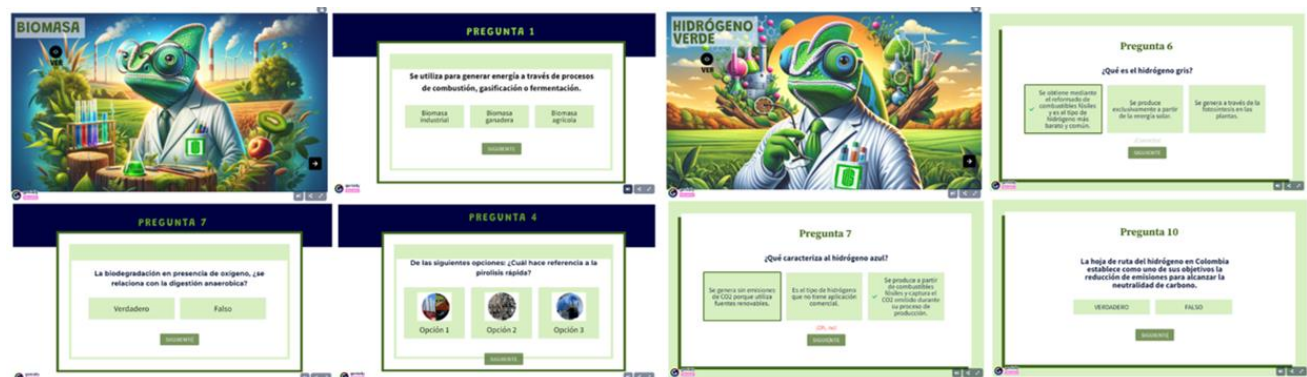 BIOMASA
VER
PREGUNTA 1
Se utiliza para generar energía a través de procesos
de combustión, gasificación o fermentación.
Biomasa
industrial
Biomasa
ganadera
Biomasa
agrícola
SIGUIENTE
HIDRÓGENO
VERDE
VER
Pregunta 6
¿Qué es el hidrógeno gris?
Se obtiene mediante
el reformado de
combustibles fósiles
y es el tipo de
hidrógeno más
barato y común.
Se produce
exclusivamente a partir
de la energía solar.
Se genera a través de la
fotosíntesis en las
plantas.
SIGUIENTE
PREGUNTA 7
La biodegradación en presencia de oxígeno, ¿se
relaciona con la digestión anaerobica?
Verdadero
Falso
SIGUIENTE
PREGUNTA 4
De las siguientes opciones: ¿Cuál hace referencia a la
pirolisis rápida?
Opción 1
Opción 2
Opción 3
SIGUIENTE
Pregunta 7
¿Qué caracteriza al hidrógeno azul?
Se genera sin emisiones
de CO2 porque utiliza
fuentes renovables.
Es el tipo de hidrógeno
que no tiene aplicación
comercial.
Se produce a partir
de combustibles
fósiles y captura el
CO2 emitido durante
su proceso de
producción.
¡Oh, no!
SIGUIENTE
Pregunta 10
La hoja de ruta del hidrógeno en Colombia
establece como uno de sus objetivos la
reducción de emisiones para alcanzar la
neutralidad de carbono.
VERDADERO
FALSO
SIGUIENTE